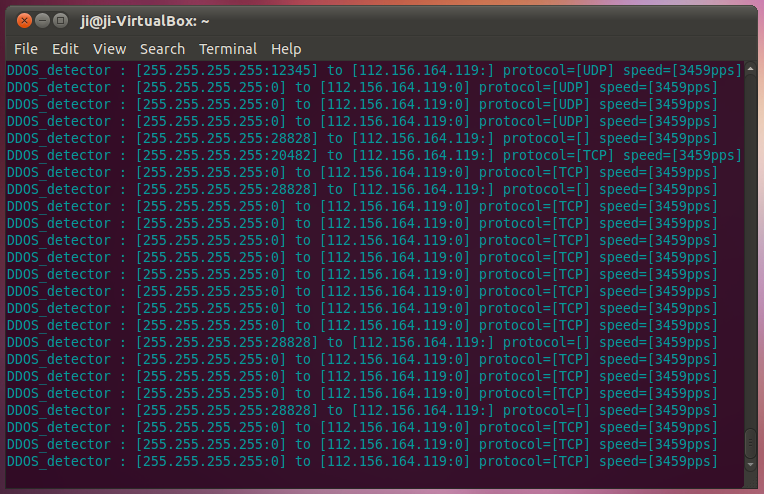 ji@ji-VirtualBox: ~
File Edit View Search Terminal Help
DDOS_detector : [255.255.255.255:12345] to [112.156.164.119:] protocol=[UDP] speed=[3459pps]
DDOS_detector : [255.255.255.255:0] to [112.156.164.119:0] protocol=[UDP] speed=[3459pps]
DDOS_detector : [255.255.255.255:0] to [112.156.164.119:0] protocol=[UDP] speed=[3459pps]
DDOS_detector : [255.255.255.255:0] to [112.156.164.119:0] protocol=[UDP] speed=[3459pps]
DDOS_detector : [255.255.255.255:28828] to [112.156.164.119:] protocol=[] speed=[3459pps]
DDOS_detector : [255.255.255.255:20482] to [112.156.164.119:] protocol=[TCP] speed=[3459pps]
DDOS_detector : [255.255.255.255:0] to [112.156.164.119:0] protocol=[TCP] speed=[3459pps]
DDOS_detector : [255.255.255.255:28828] to [112.156.164.119:] protocol=[] speed=[3459pps]
DDOS_detector : [255.255.255.255:0] to [112.156.164.119:0] protocol=[TCP] speed=[3459pps]
DDOS_detector : [255.255.255.255:0] to [112.156.164.119:0] protocol=[TCP] speed=[3459pps]
DDOS_detector : [255.255.255.255:0] to [112.156.164.119:0] protocol=[TCP] speed=[3459pps]
DDOS_detector : [255.255.255.255:0] to [112.156.164.119:0] protocol=[TCP] speed=[3459pps]
DDOS_detector : [255.255.255.255:0] to [112.156.164.119:0] protocol=[TCP] speed=[3459pps]
DDOS_detector : [255.255.255.255:0] to [112.156.164.119:0] protocol=[TCP] speed=[3459pps]
DDOS_detector : [255.255.255.255:0] to [112.156.164.119:0] protocol=[TCP] speed=[3459pps]
DDOS_detector : [255.255.255.255:0] to [112.156.164.119:0] protocol=[TCP] speed=[3459pps]
DDOS_detector : [255.255.255.255:28828] to [112.156.164.119:] protocol=[] speed=[3459pps]
DDOS_detector : [255.255.255.255:0] to [112.156.164.119:0] protocol=[TCP] speed=[3459pps]
DDOS_detector : [255.255.255.255:0] to [112.156.164.119:0] protocol=[TCP] speed=[3459pps]
DDOS_detector : [255.255.255.255:0] to [112.156.164.119:0] protocol=[TCP] speed=[3459pps]
DDOS_detector : [255.255.255.255:28828] to [112.156.164.119:] protocol=[] speed=[3459pps]
DDOS_detector : [255.255.255.255:0] to [112.156.164.119:0] protocol=[TCP] speed=[3459pps]
DDOS_detector : [255.255.255.255:0] to [112.156.164.119:0] protocol=[TCP] speed=[3459pps]
DDOS_detector : [255.255.255.255:0] to [112.156.164.119:0] protocol=[TCP] speed=[3459pps]